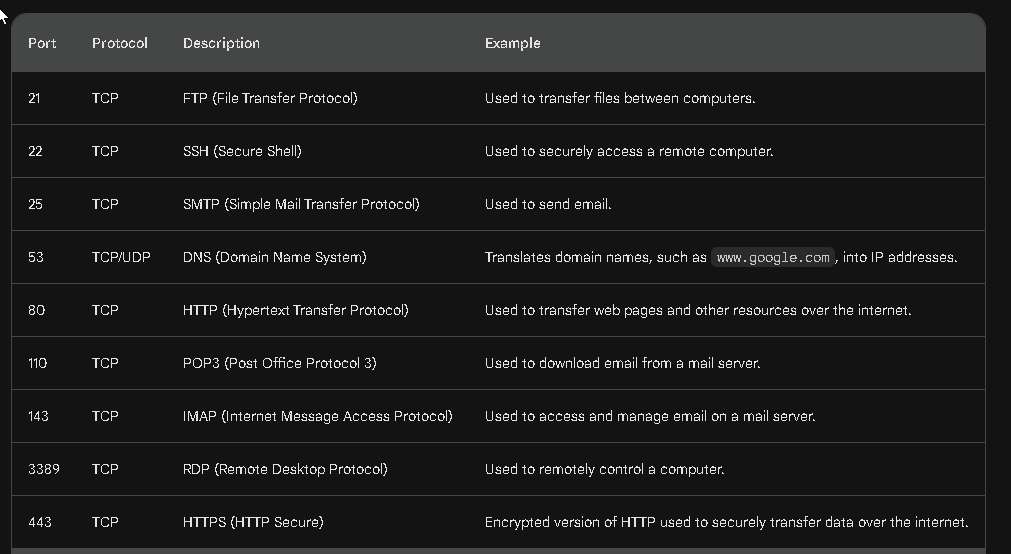 Port Protocol Description Example
21 TCP FTP (File Transfer Protocol) Used to transfer files between computers.
22 TCP SSH (Secure Shell) Used to securely access a remote computer.
25 TCP SMTP (Simple Mail Transfer Protocol) Used to send email.
53 TCP/UDP DNS (Domain Name System) Translates domain names, such as www.google.com, into IP addresses.
80 TCP HTTP (Hypertext Transfer Protocol) Used to transfer web pages and other resources over the internet.
110 TCP POP3 (Post Office Protocol 3) Used to download email from a mail server.
143 TCP IMAP (Internet Message Access Protocol) Used to access and manage email on a mail server.
3389 TCP RDP (Remote Desktop Protocol) Used to remotely control a computer.
443 TCP HTTPS (HTTP Secure) Encrypted version of HTTP used to securely transfer data over the internet.